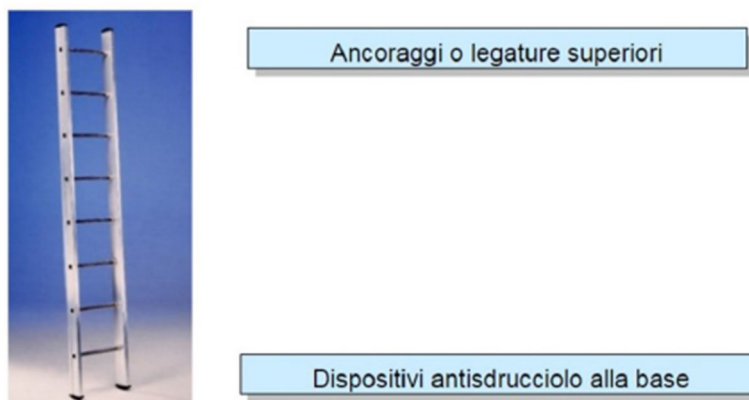 Ancoraggi o legature superiori
Dispositivi antisdrucciolo alla base